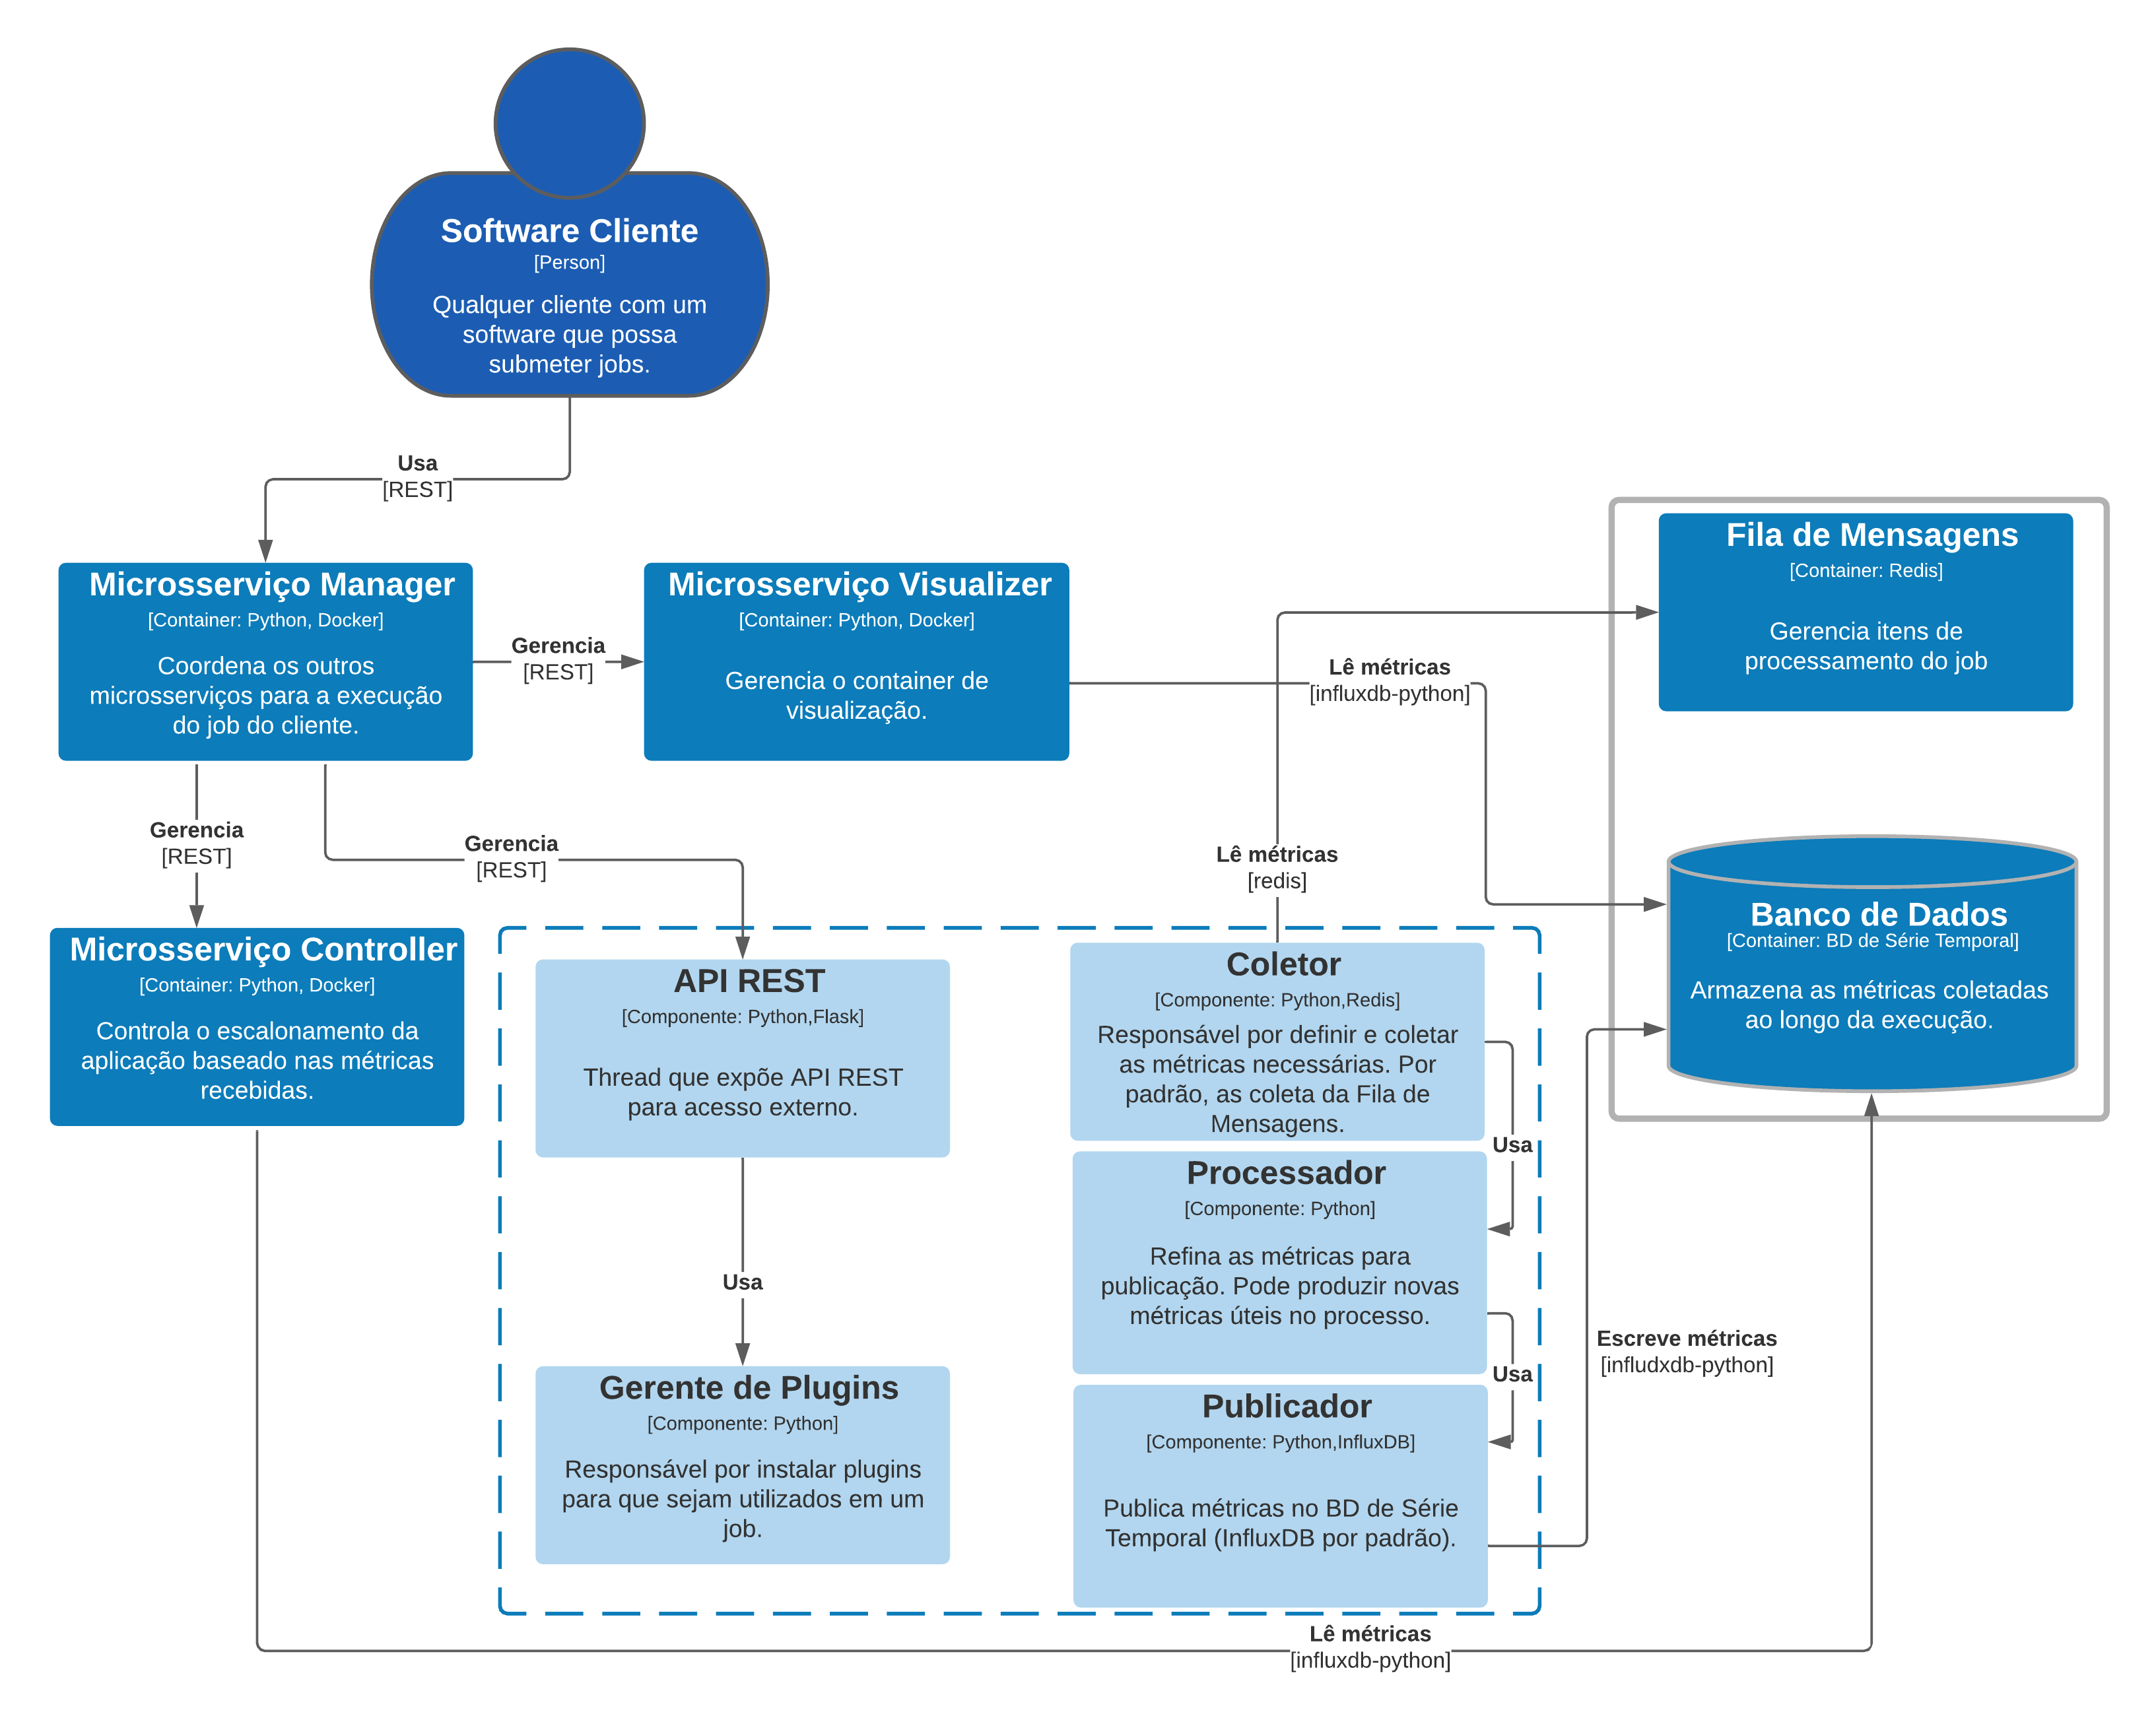 Software Cliente
[Person]
Qualquer cliente com um
software que possa
submeter jobs.
Usa
[REST]
Microsserviço Manager
[Container: Python, Docker]
Coordena os outros
microsserviços para a execução
do job do cliente.
Gerencia
[REST]
Microsserviço Visualizer
[Container: Python, Docker]
Gerencia o container de
visualização.
Lê métricas
[influxdb-python]
Fila de Mensagens
[Container: Redis]
Gerencia itens de
processamento do job
Gerencia
[REST]
Gerencia
[REST]
Lê métricas
[redis]
Banco de Dados
[Container: BD de Série Temporal]
Armazena as métricas coletadas
ao longo da execução.
Microsserviço Controller
[Container: Python, Docker]
Controla o escalonamento da
aplicação baseado nas métricas
recebidas.
API REST
[Componente: Python,Flask]
Thread que expõe API REST
para acesso externo.
Usa
Gerente de Plugins
[Componente: Python]
Responsável por instalar plugins
para que sejam utilizados em um
job.
Coletor
[Componente: Python,Redis]
Responsável por definir e coletar
as métricas necessárias. Por
padrão, as coleta da Fila de
Mensagens.
Usa
Processador
[Componente: Python]
Refina as métricas para
publicação. Pode produzir novas
métricas úteis no processo.
Usa
Publicador
[Componente: Python,InfluxDB]
Publica métricas no BD de Série
Temporal (InfluxDB por padrão).
Escreve métricas
[infludxdb-python]
Lê métricas
[influxdb-python]